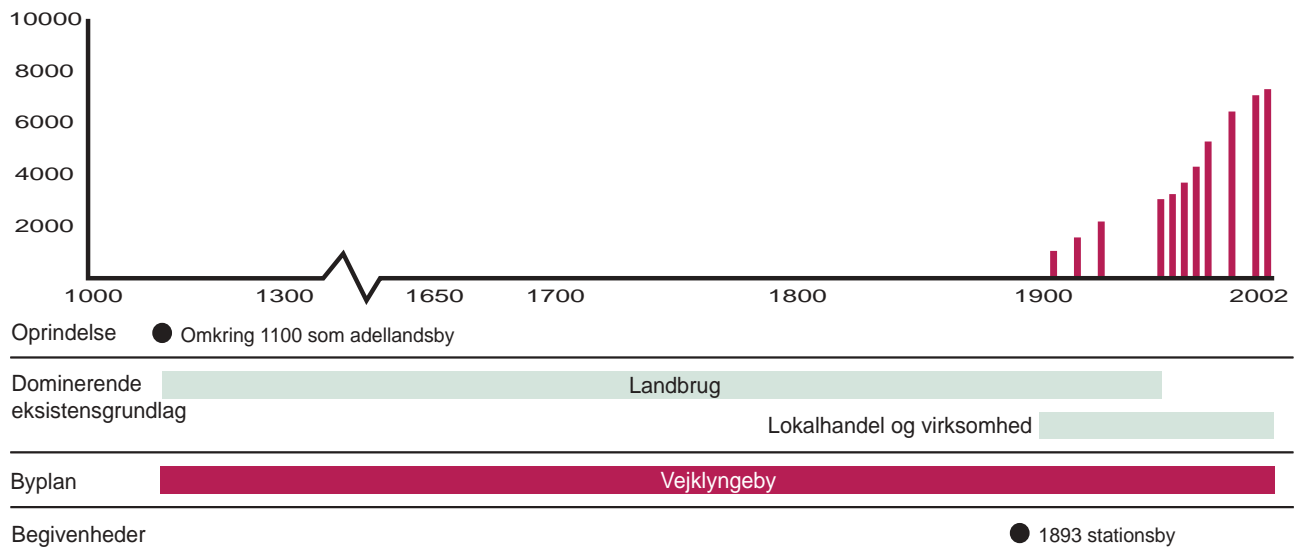 10000
8000
6000
4000
2000
1000 1300 1650 1700 1800 1900 2002
Oprindelse Omkring 1100 som adellandsby
Dominerende Landbrug
eksistensgrundlag
Lokalhandel og virksomhed
Byplan Vejklyngeby
Begivenheder 1893 stationsby